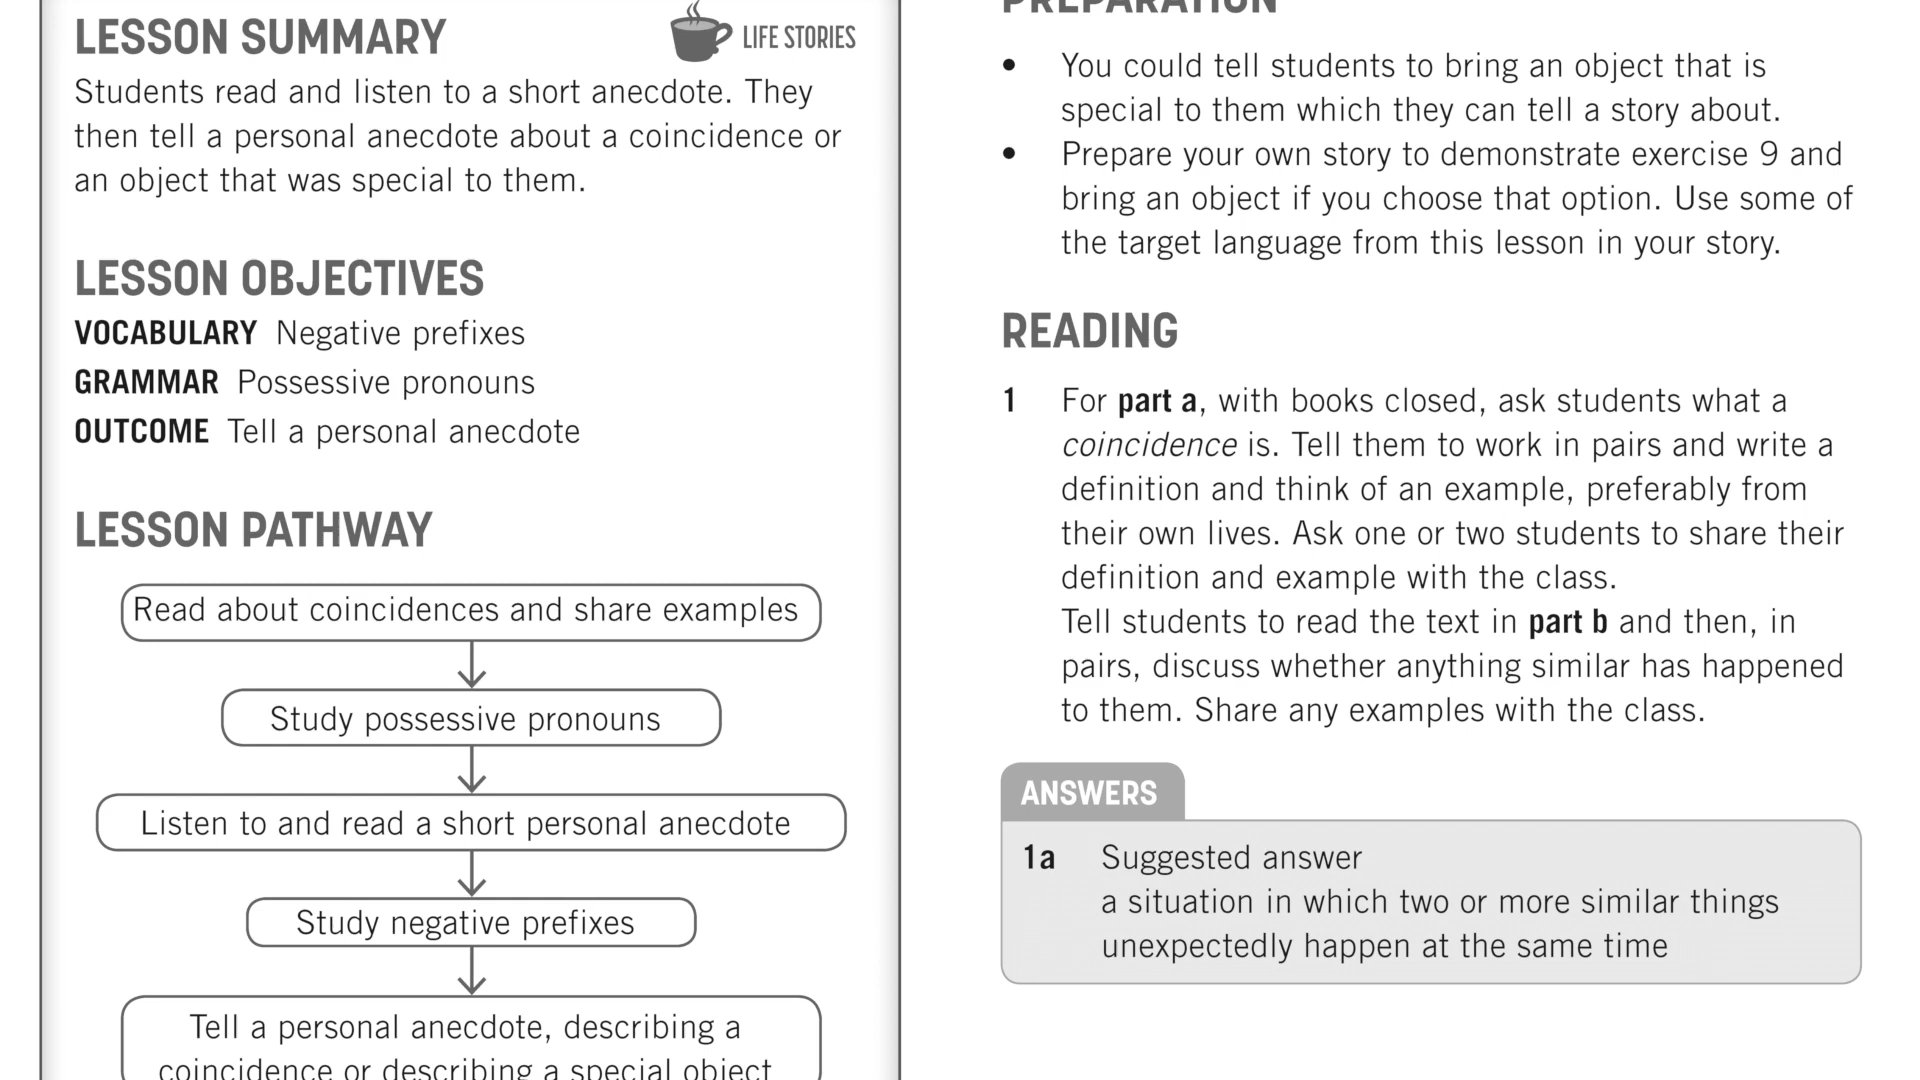 LESSON SUMMARY
LIFE STORIES
Students read and listen to a short anecdote. They
then tell a personal anecdote about a coincidence or
an object that was special to them.
LESSON OBJECTIVES
VOCABULARY Negative prefixes
GRAMMAR Possessive pronouns
OUTCOME Tell a personal anecdote
LESSON PATHWAY
Read about coincidences and share examples
Study possessive pronouns
Listen to and read a short personal anecdote
Study negative prefixes
Tell a personal anecdote, describing a
coincidence or describing a special object
PREPARATION
• You could tell students to bring an object that is
special to them which they can tell a story about.
• Prepare your own story to demonstrate exercise 9 and
bring an object if you choose that option. Use some of
the target language from this lesson in your story.
READING
1 For part a, with books closed, ask students what a
coincidence is. Tell them to work in pairs and write a
definition and think of an example, preferably from
their own lives. Ask one or two students to share their
definition and example with the class.
Tell students to read the text in part b and then, in
pairs, discuss whether anything similar has happened
to them. Share any examples with the class.
ANSWERS
1a Suggested answer
a situation in which two or more similar things
unexpectedly happen at the same time